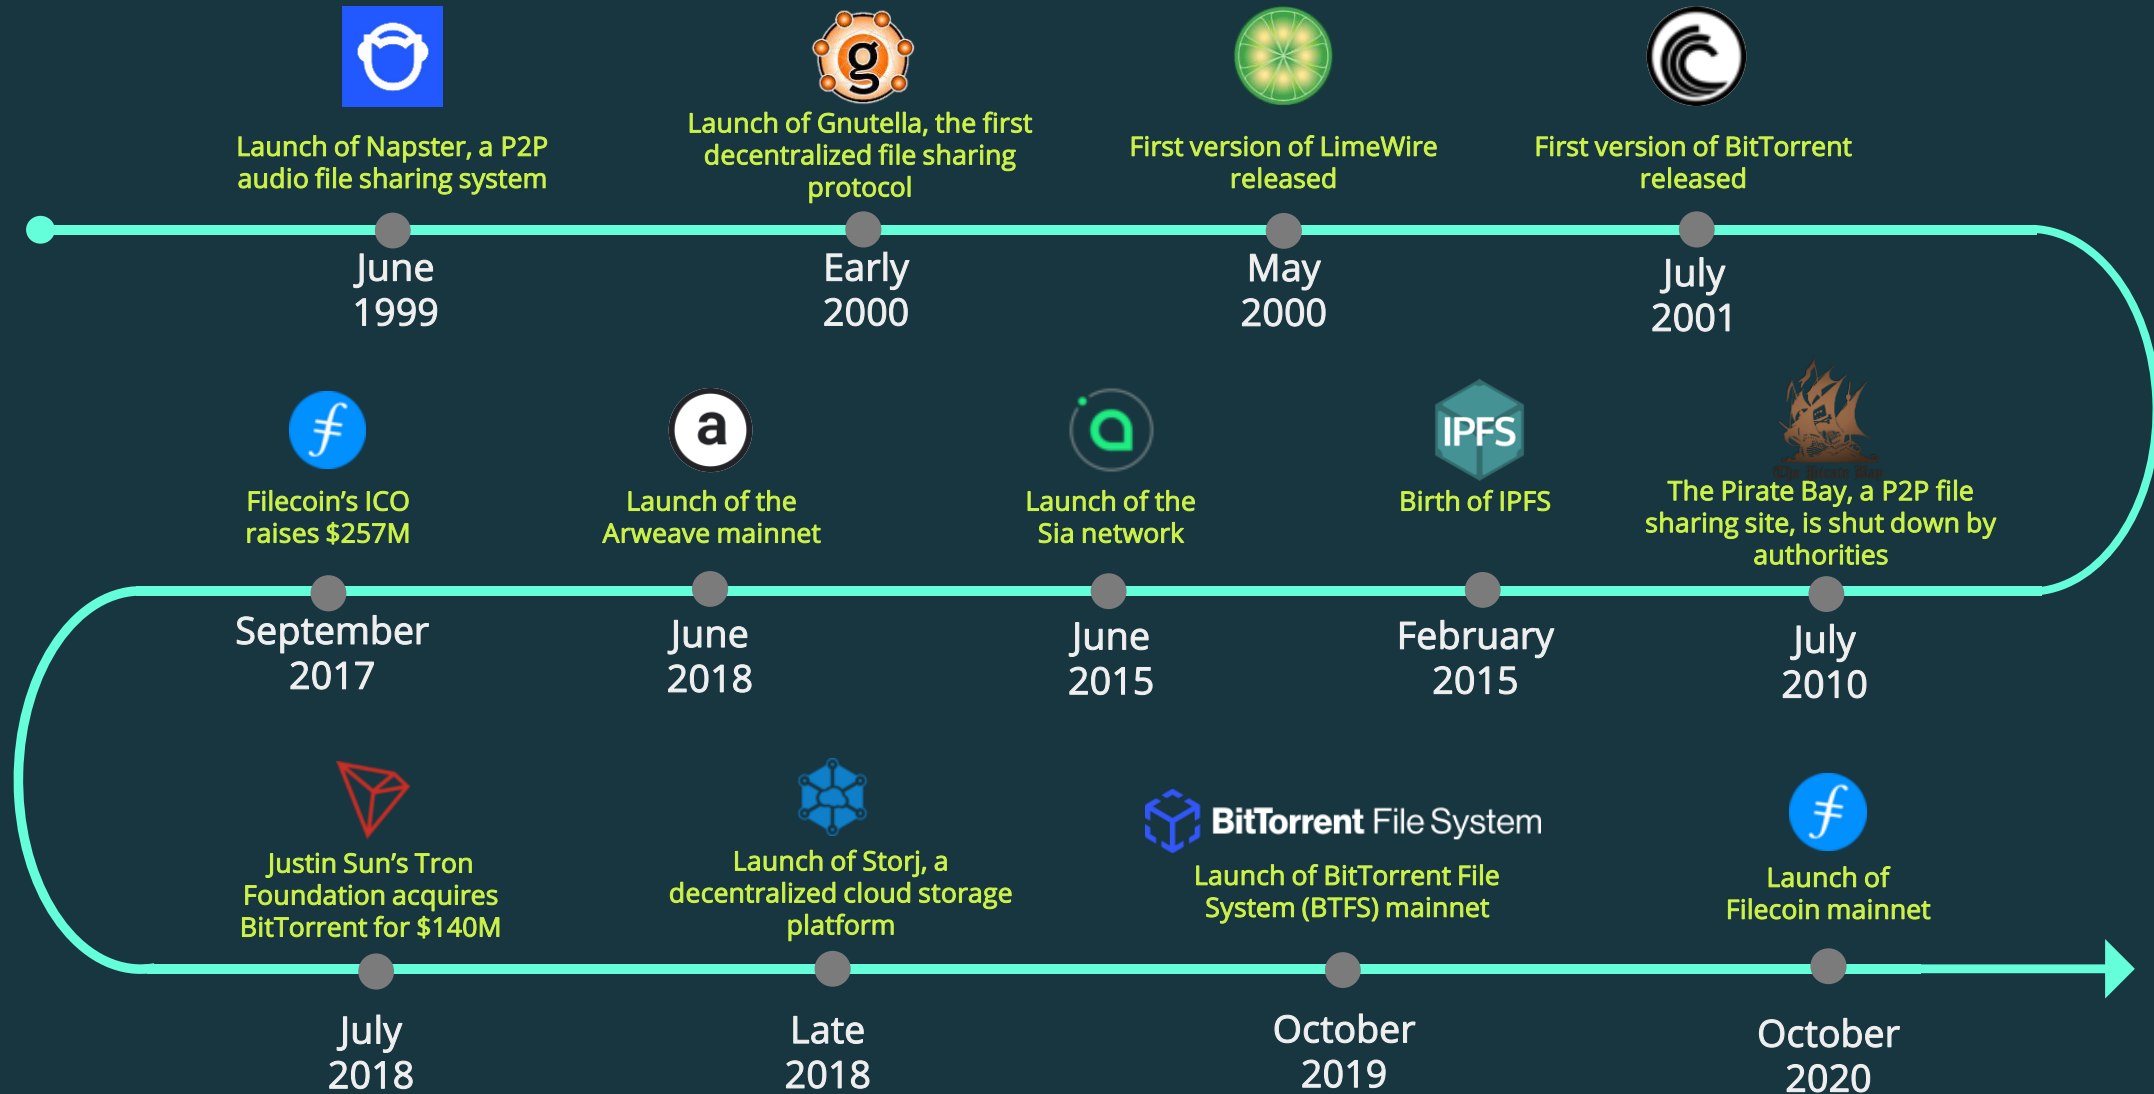 Launch of Napster, a P2P
audio file sharing system
June
1999
g
Launch of Gnutella, the first
decentralized file sharing
protocol
Early
2000
First version of LimeWire
released
May
2000
First version of BitTorrent
released
July
2001
The Pirate Bay
The Pirate Bay, a P2P file
sharing site, is shut down by
authorities
July
2010
IPFS
Birth of IPFS
February
2015
Launch of the
Sia network
June
2015
a
Launch of the
Arweave mainnet
June
2018
Filecoin’s ICO
raises $257M
September
2017
Justin Sun’s Tron
Foundation acquires
BitTorrent for $140M
July
2018
Launch of Storj, a
decentralized cloud storage
platform
Late
2018
BitTorrent File System
Launch of BitTorrent File
System (BTFS) mainnet
October
2019
Launch of
Filecoin mainnet
October
2020